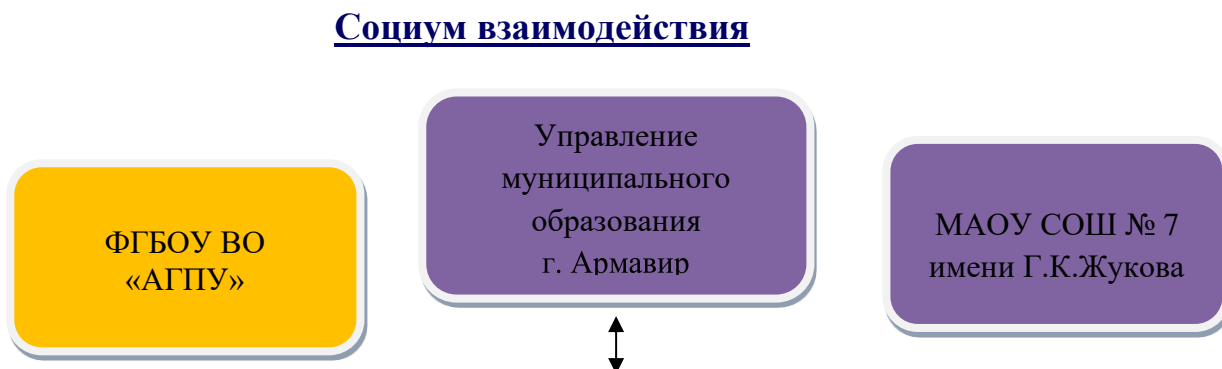 Социум взаимодействия
Управление
муниципального
образования
г. Армавир
ФГБОУ ВО
«АГПУ»
МАОУ СОШ № 7
имени Г.К.Жукова